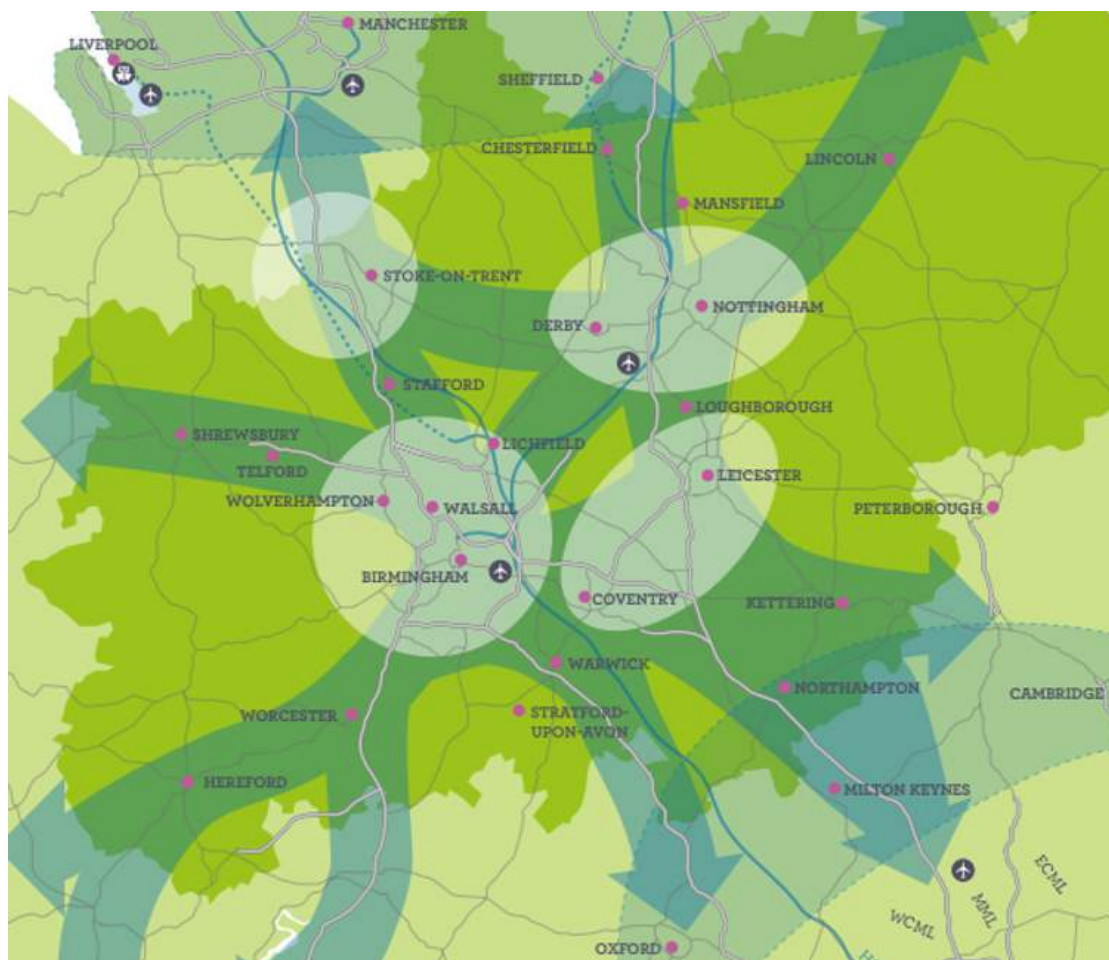 MANCHESTER
LIVERPOOL
SHEFFIELD
CHESTERFIELD
LINCOLN
MANSFIELD
STOKE-ON-TRENT
NOTTINGHAM
DERBY
STAFFORD
LOUGHBOROUGH
SHREWSBURY
LICHFIELD
TELFORD
LEICESTER
WOLVERHAMPTON
WALSALL
PETERBOROUGH
BIRMINGHAM
COVENTRY
KETTERING
WARWICK
NORTHAMPTON
CAMBRIDGE
WORCESTER
STRATFORD-
UPON-AVON
HEREFORD
MILTON KEYNES
ECML
MML
WCML
OXFORD